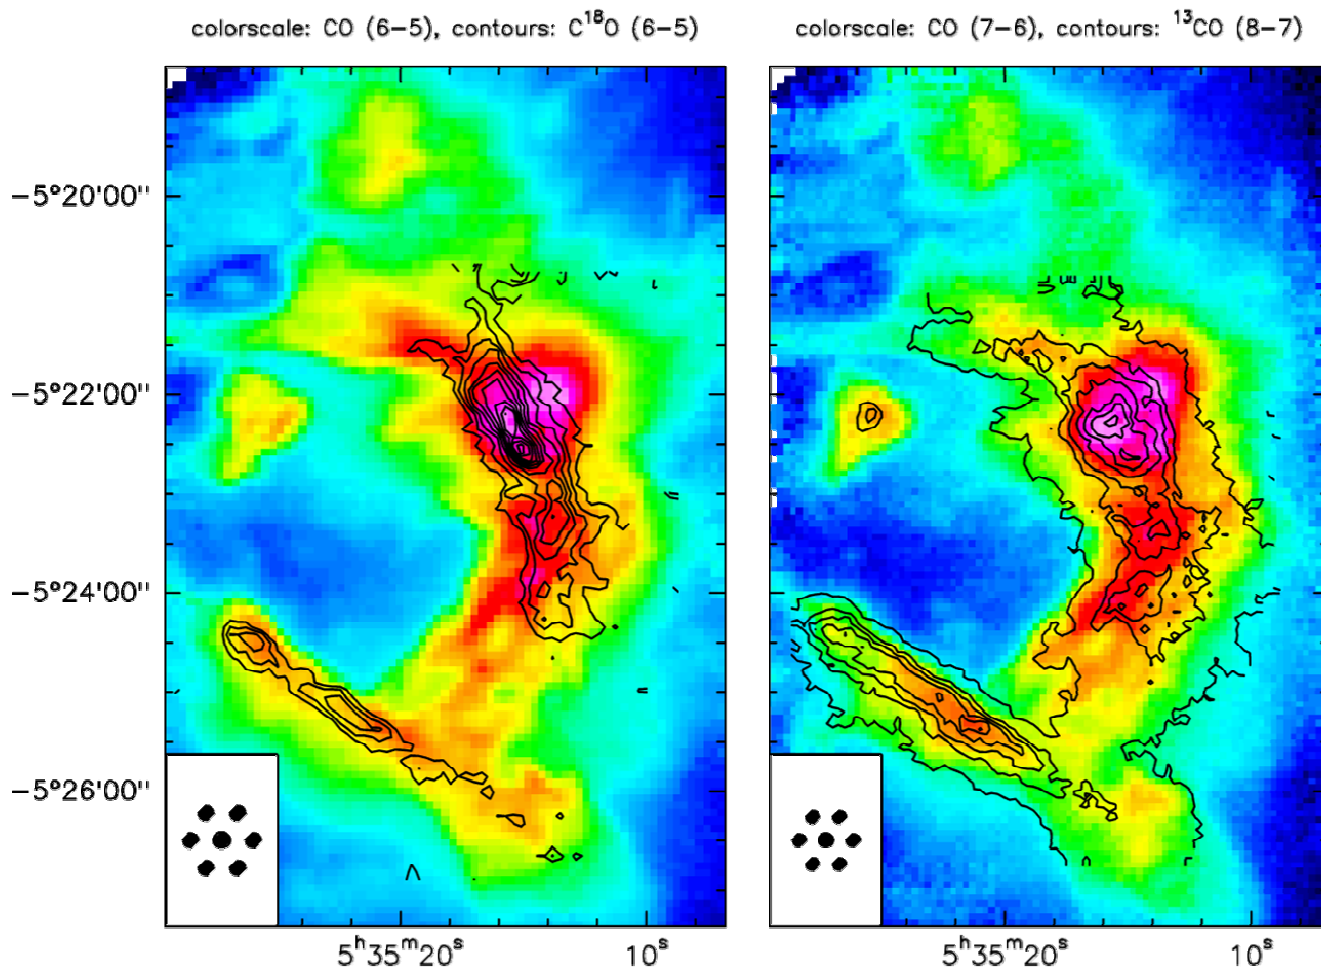 colorscale: CO (6−5), contours: C¹⁸O (6−5)
colorscale: CO (7−6), contours: ¹³CO (8−7)
−5°20'00"
−5°22'00"
−5°24'00"
−5°26'00"
5ʰ35ᵐ20ˢ 10ˢ
5ʰ35ᵐ20ˢ 10ˢ